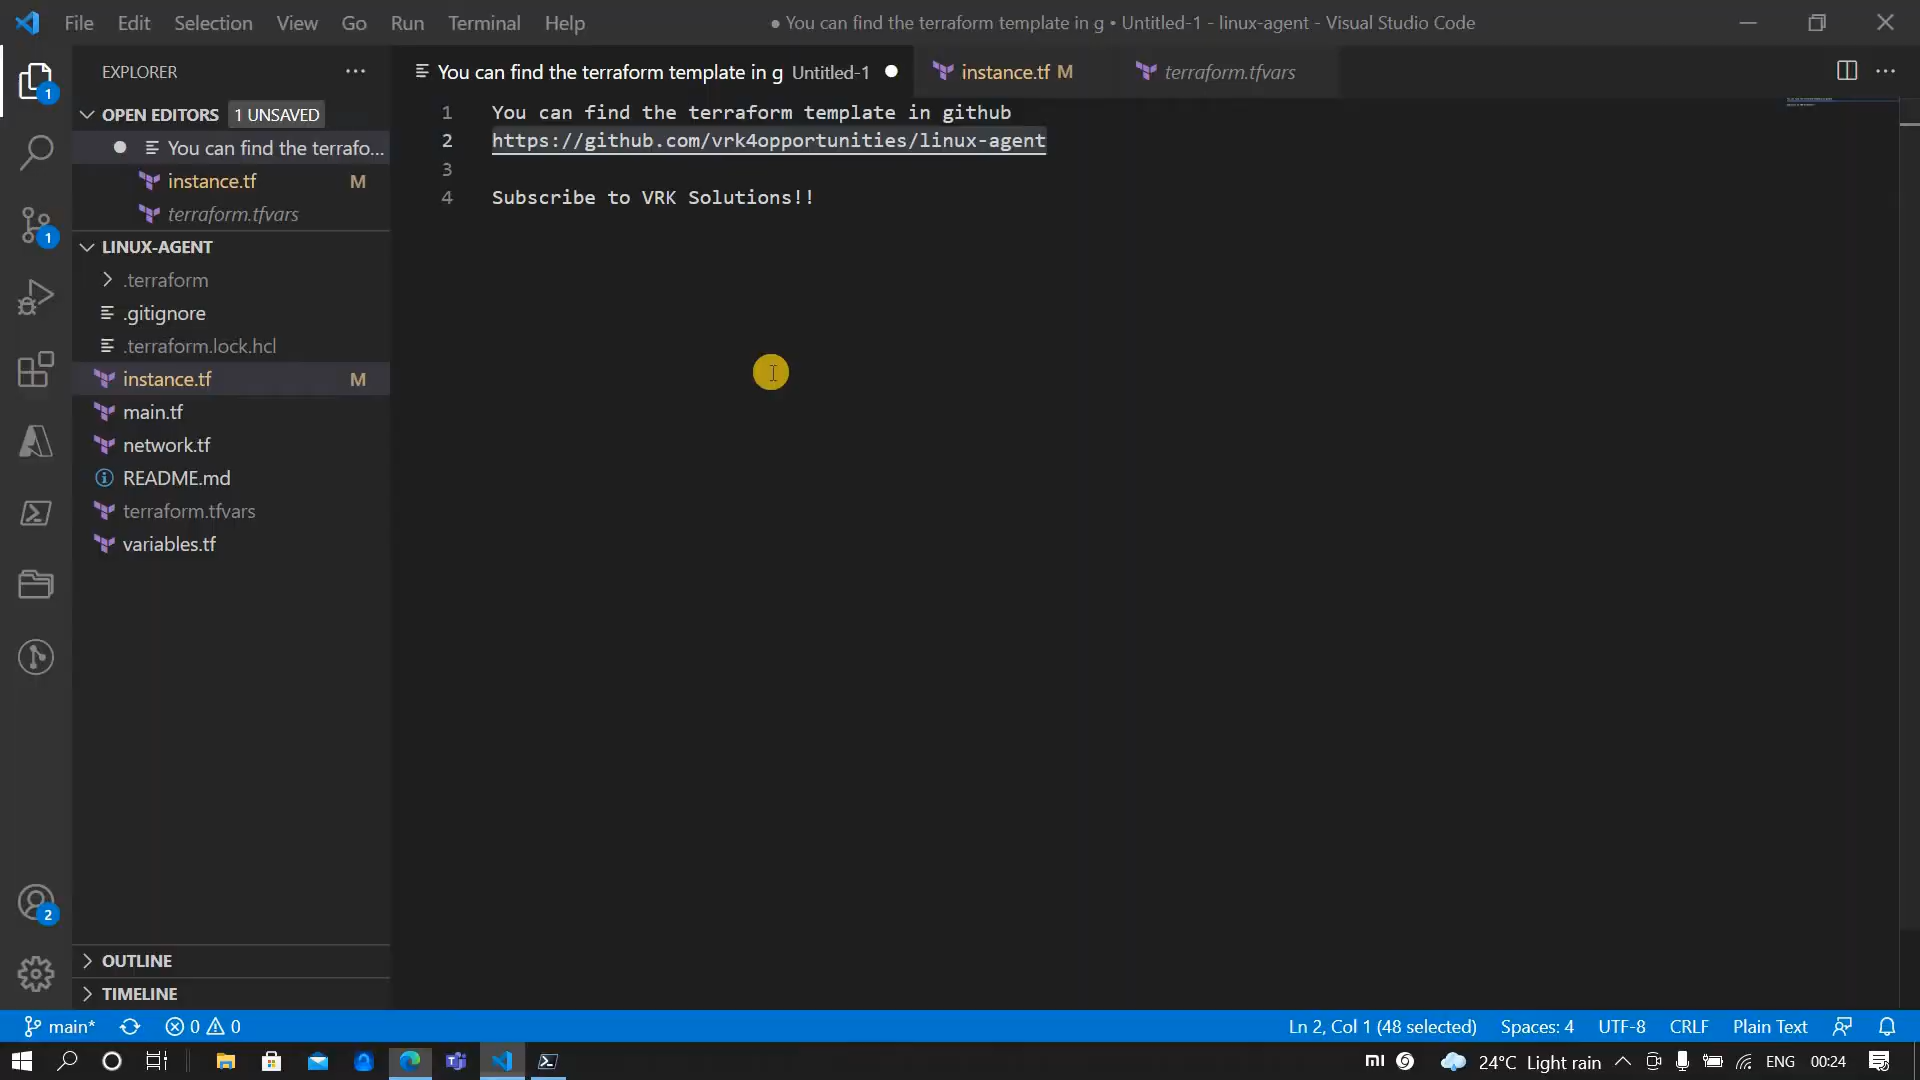 File Edit Selection View Go Run Terminal Help
● You can find the terraform template in g • Untitled-1 - linux-agent - Visual Studio Code
EXPLORER
You can find the terraform template in g Untitled-1
instance.tf M
terraform.tfvars
OPEN EDITORS 1 UNSAVED
You can find the terrafo...
instance.tf M
terraform.tfvars
LINUX-AGENT
.terraform
.gitignore
.terraform.lock.hcl
instance.tf M
main.tf
network.tf
README.md
terraform.tfvars
variables.tf
OUTLINE
TIMELINE
1
1
2
1 You can find the terraform template in github
2 https://github.com/vrk4opportunities/linux-agent
3
4 Subscribe to VRK Solutions!!
main* 0 0 Ln 2, Col 1 (48 selected) Spaces: 4 UTF-8 CRLF Plain Text
mi 24°C Light rain ENG 00:24